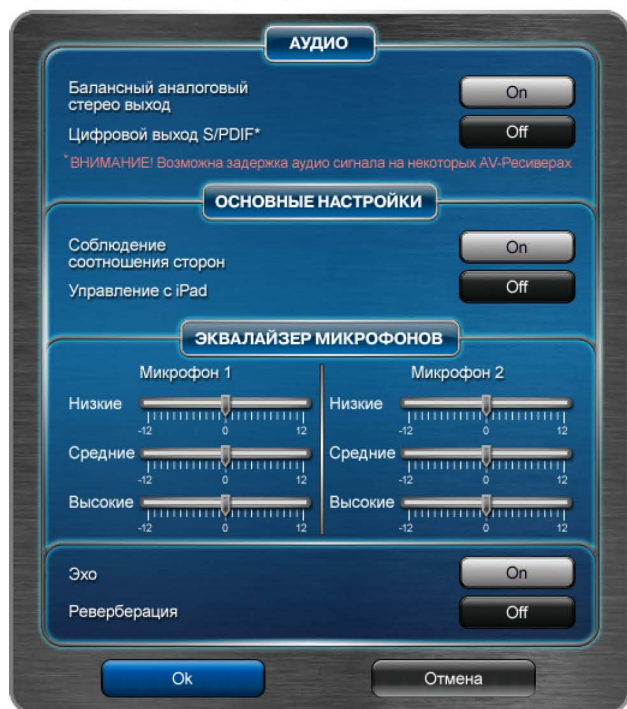 АУДИО
Балансный аналоговый
стерео выход
On
Цифровой выход S/PDIF*
Off
*ВНИМАНИЕ! Возможна задержка аудио сигнала на некоторых AV-Ресиверах
ОСНОВНЫЕ НАСТРОЙКИ
Соблюдение
соотношения сторон
On
Управление с iPad
Off
ЭКВАЛАЙЗЕР МИКРОФОНОВ
Микрофон 1
Низкие
-12 0 12
Средние
-12 0 12
Высокие
-12 0 12
Микрофон 2
Низкие
-12 0 12
Средние
-12 0 12
Высокие
-12 0 12
Эхо
On
Реверберация
Off
Ok
Отмена